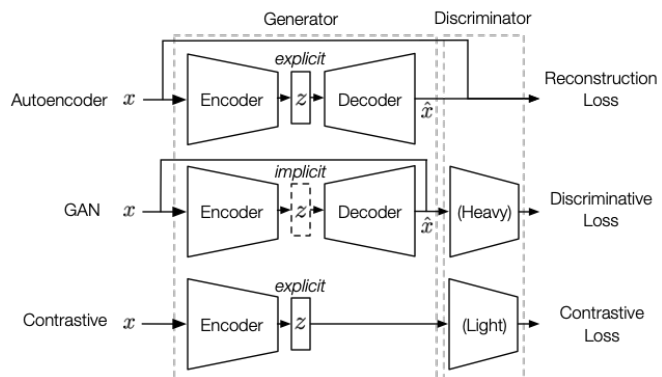 Generator Discriminator
explicit
Autoencoder x Encoder z Decoder x̂ Reconstruction Loss
implicit
GAN x Encoder z Decoder x̂ (Heavy) Discriminative Loss
explicit
Contrastive x Encoder z (Light) Contrastive Loss